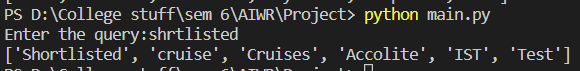 PS D:\College stuff\sem 6\AIWR\Project> python main.py
Enter the query:shrtlisted
['Shortlisted', 'cruise', 'Cruises', 'Accolite', 'IST', 'Test']